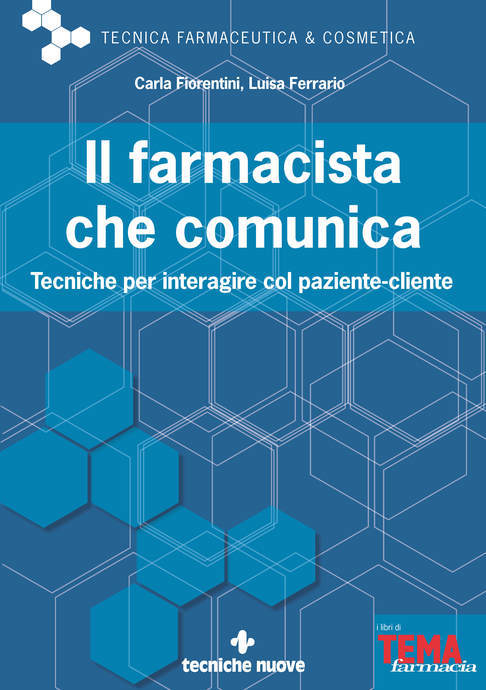 TECNICA FARMACEUTICA & COSMETICA
Carla Fiorentini, Luisa Ferrario
Il farmacista
che comunica
Tecniche per interagire col paziente-cliente
i libri di
TEMA
farmacia
tecniche nuove